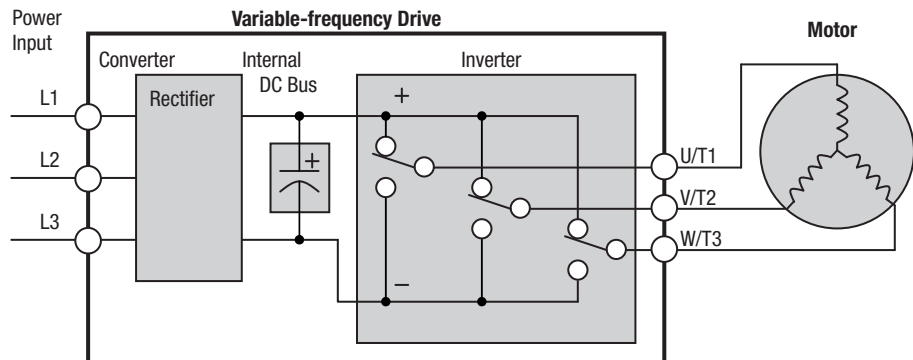 Power
Input
Variable-frequency Drive
Motor
Converter
Internal
DC Bus
Inverter
Rectifier
L1
L2
L3
+
+
−
U/T1
V/T2
W/T3